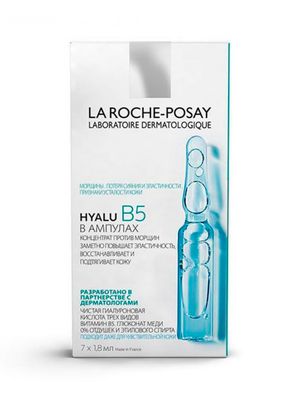 LA ROCHE-POSAY
LABORATOIRE DERMATOLOGIQUE
МОРЩИНЫ, ПОТЕРЯ СИЯНИЯ И ЭЛАСТИЧНОСТИ,
ПРИЗНАКИ УСТАЛОСТИ КОЖИ
HYALU B5
В АМПУЛАХ
КОНЦЕНТРАТ ПРОТИВ МОРЩИН
ЗАМЕТНО ПОВЫШАЕТ ЭЛАСТИЧНОСТЬ,
ВОССТАНАВЛИВАЕТ И
ПОДТЯГИВАЕТ КОЖУ
РАЗРАБОТАНО В
ПАРТНЕРСТВЕ С
ДЕРМАТОЛОГАМИ
ЧИСТАЯ ГИАЛУРОНОВАЯ
КИСЛОТА ТРЕХ ВИДОВ
ВИТАМИН B5, ГЛЮКОНАТ МЕДИ
0% ОТДУШЕК И ЭТИЛОВОГО СПИРТА
ПОДХОДИТ ДАЖЕ ДЛЯ ЧУВСТВИТЕЛЬНОЙ КОЖИ
7 x 1,8 мл Made in France